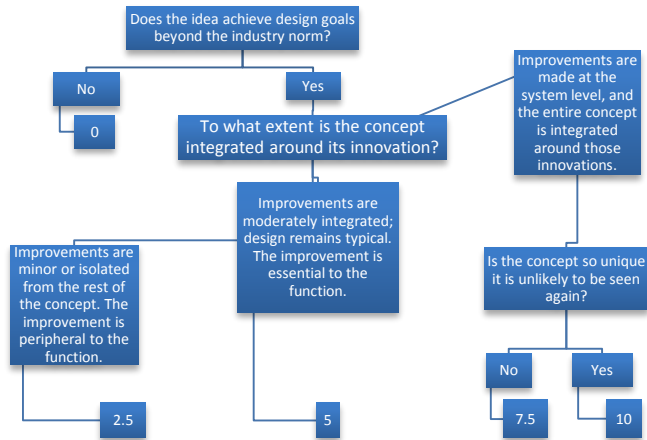 Does the idea achieve design goals
beyond the industry norm?
No
Yes
0
To what extent is the concept
integrated around its innovation?
Improvements are
made at the
system level, and
the entire concept
is integrated
around those
innovations.
Improvements are
moderately integrated;
design remains typical.
The improvement is
essential to the
function.
Improvements are
minor or isolated
from the rest of
the concept. The
improvement is
peripheral to the
function.
Is the concept so unique
it is unlikely to be seen
again?
No
Yes
2.5
5
7.5
10